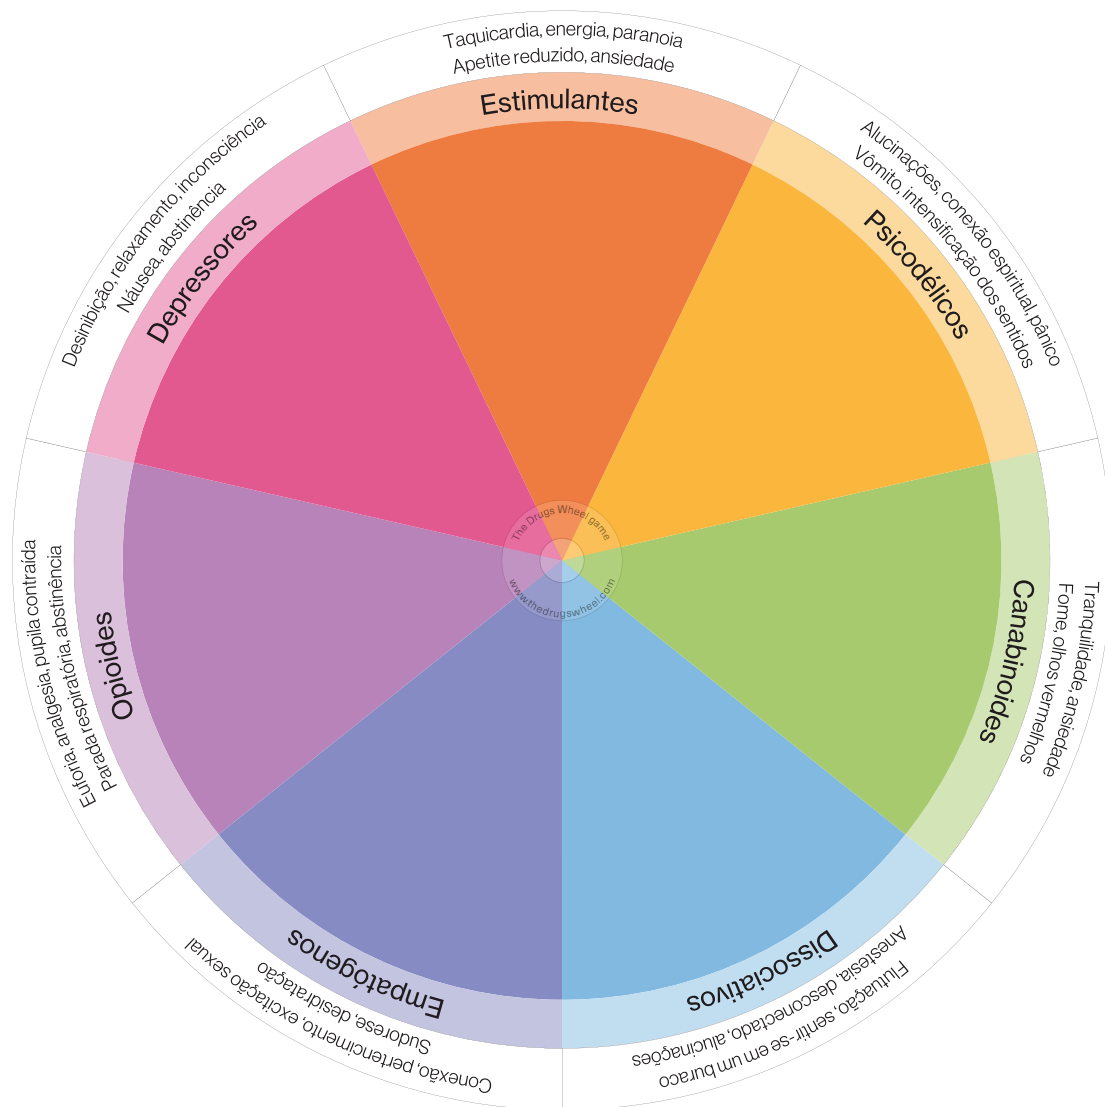 Taquicardia, energia, paranoia
Apetite reduzido, ansiedade
Estimulantes
Alucinações, conexão espiritual, pânico
Vômito, intensificação dos sentidos
Psicodélicos
Tranquilidade, ansiedade
Fome, olhos vermelhos
Canabinoides
Dissociativos
Anestesia, desconectado, alucinações
Flutuação, sentir-se em um buraco
Empatógenos
Sudorese, desidratação
Conexão, pertencimento, excitação sexual
Euforia, analgesia, pupila contraída
Parada respiratória, abstinência
Opioides
Desinibição, relaxamento, inconsciência
Náusea, abstinência
Depressores
The Drugs Wheel game
www.thedrugswheel.com